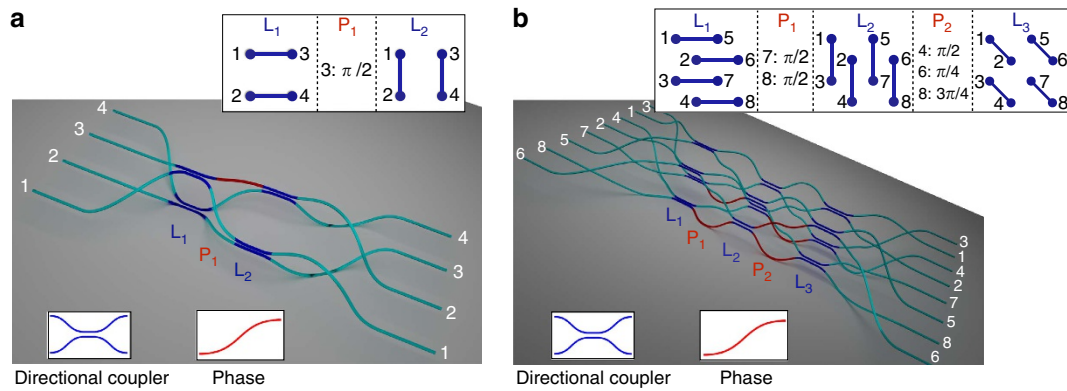 a
L1 P1 L2
1 3
3: π/2
2 4
1 3
2 4
4
3
2
1
L1
P1
L2
4
3
2
1
Directional coupler
Phase
b
L1 P1 L2 P2 L3
1 5
2 6
3 7
4 8
7: π/2
8: π/2
1 5
2 6
3 7
4 8
4: π/2
6: π/4
8: 3π/4
1 5
2 6
3 7
4 8
3
1
4
2
7
5
8
6
L1
P1
L2
P2
L3
3
1
4
2
7
5
8
6
Directional coupler
Phase